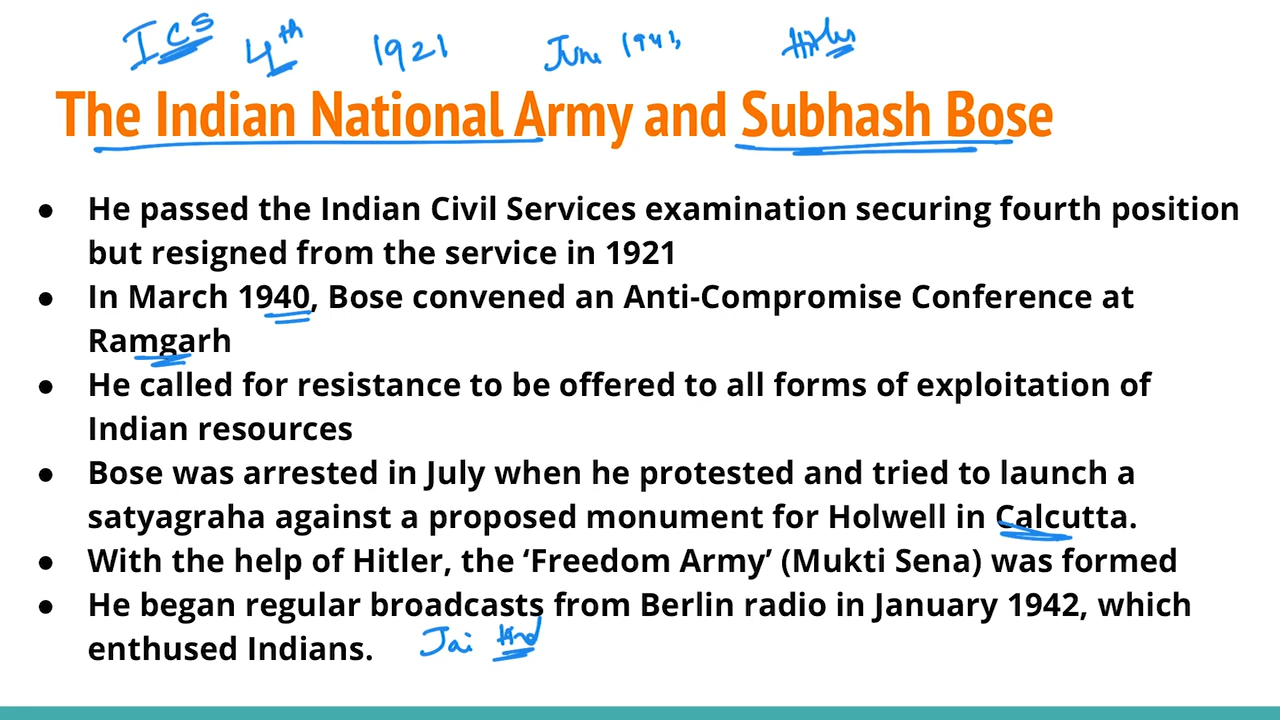 ICS 4th 1921 June 1941, Hitler
The Indian National Army and Subhash Bose
● He passed the Indian Civil Services examination securing fourth position
but resigned from the service in 1921
● In March 1940, Bose convened an Anti-Compromise Conference at
Ramgarh
● He called for resistance to be offered to all forms of exploitation of
Indian resources
● Bose was arrested in July when he protested and tried to launch a
satyagraha against a proposed monument for Holwell in Calcutta.
● With the help of Hitler, the ‘Freedom Army’ (Mukti Sena) was formed
● He began regular broadcasts from Berlin radio in January 1942, which
enthused Indians. Jai Hind